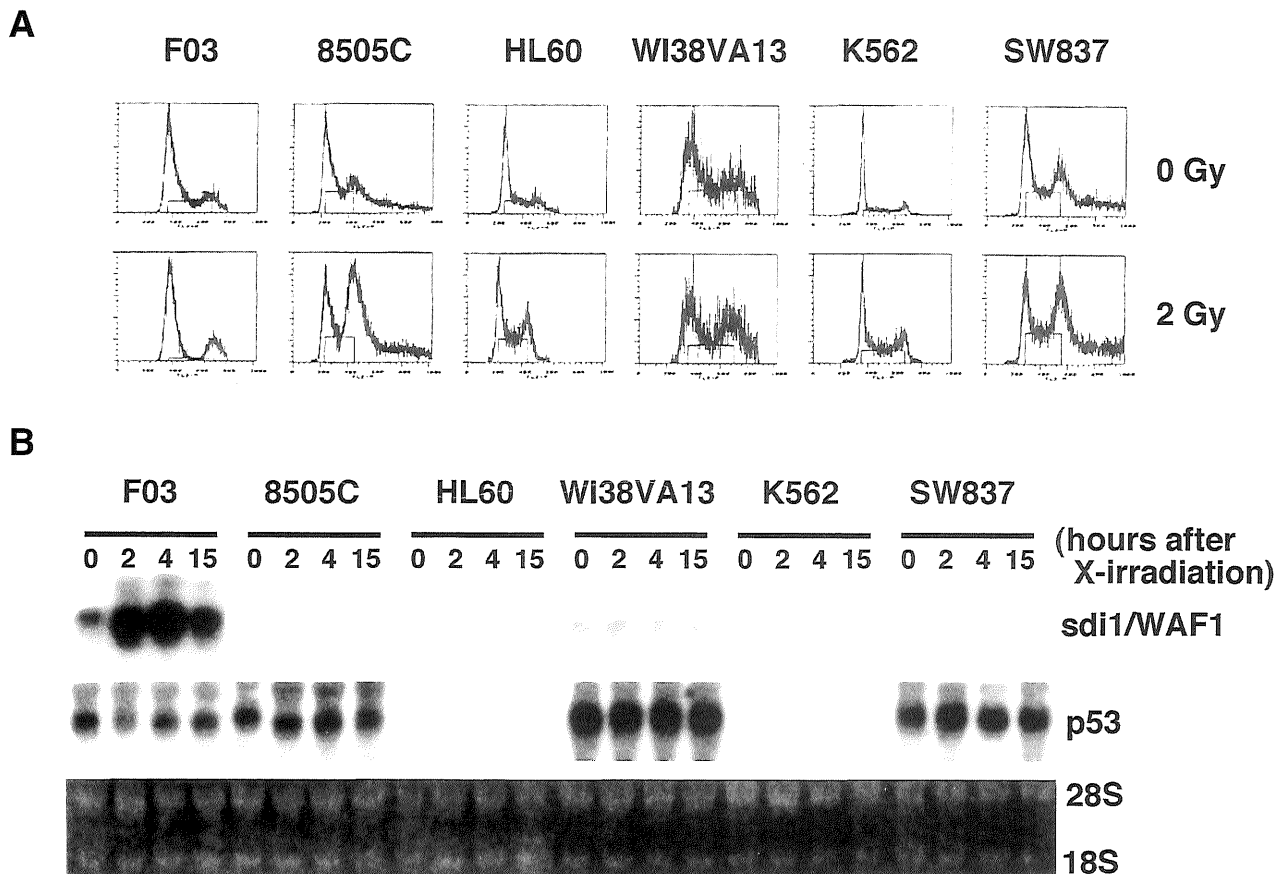 A
F03 8505C HL60 WI38VA13 K562 SW837
0 Gy
2 Gy
B
F03 8505C HL60 WI38VA13 K562 SW837
0 2 4 15 0 2 4 15 0 2 4 15 0 2 4 15 0 2 4 15 0 2 4 15 (hours after
X-irradiation)
sdi1/WAF1
p53
28S
18S